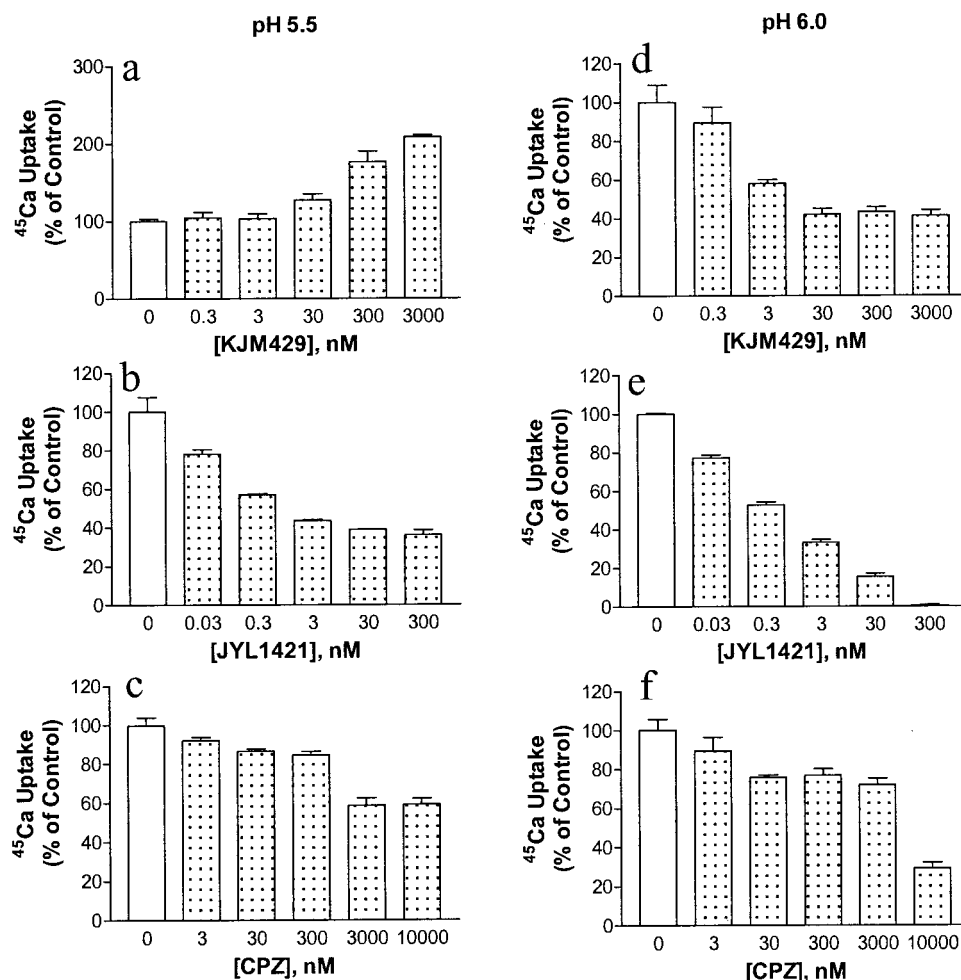 pH 5.5
pH 6.0
a
300
200
100
0
45Ca Uptake
(% of Control)
0 0.3 3 30 300 3000
[KJM429], nM
d
120
100
80
60
40
20
0
45Ca Uptake
(% of Control)
0 0.3 3 30 300 3000
[KJM429], nM
b
120
100
80
60
40
20
0
45Ca Uptake
(% of Control)
0 0.03 0.3 3 30 300
[JYL1421], nM
e
120
100
80
60
40
20
0
45Ca Uptake
(% of Control)
0 0.03 0.3 3 30 300
[JYL1421], nM
c
120
100
80
60
40
20
0
45Ca Uptake
(% of Control)
0 3 30 300 3000 10000
[CPZ], nM
f
120
100
80
60
40
20
0
45Ca Uptake
(% of Control)
0 3 30 300 3000 10000
[CPZ], nM